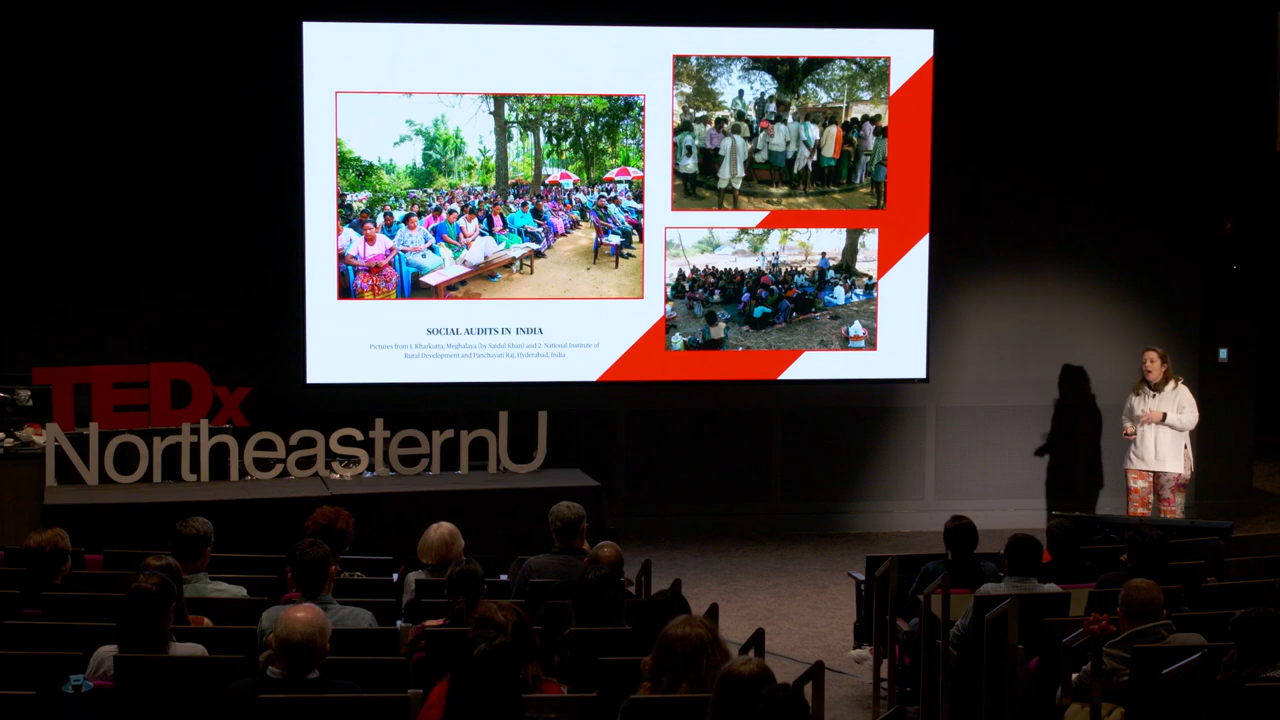 SOCIAL AUDITS IN INDIA
Pictures from 1. Kharkutta, Meghalaya (by Saidul Khan) and 2. National Institute of
Rural Development and Panchayati Raj, Hyderabad, India
TEDx
NortheasternU